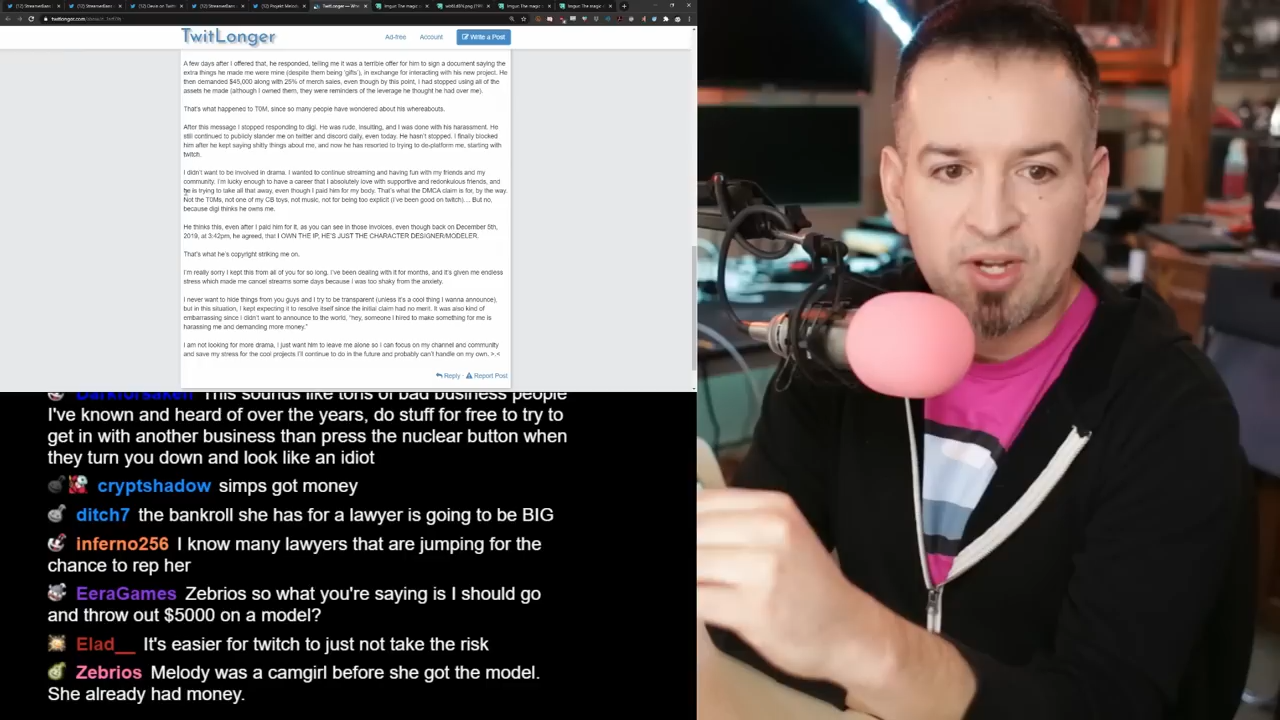 (12) StreamerBans
(12) StreamerBans
(12) Devix on Twitt
(12) StreamerBans
(12) Projekt Melod
TwitLonger — Whe
Imgur: The magic o
Imgur: The magic o
Imgur: The magic o
TwitLonger
Ad-free
Account
Write a Post
A few days after I offered that, he responded, telling me it was a terrible offer for him to sign a document saying the
extra things he made me were mine (despite them being 'gifts'), in exchange for interacting with his new project. He
then demanded $45,000 along with 25% of merch sales, even though by this point, I had stopped using all of the
assets he made (although I owned them, they were reminders of the leverage he thought he had over me).
That's what happened to T0M, since so many people have wondered about his whereabouts.
After this message I stopped responding to digi. He was rude, insulting, and I was done with his harassment. He
still continued to publicly slander me on twitter and discord daily, even today. He hasn't stopped. I finally blocked
him after he kept saying shitty things about me, and now he has resorted to trying to de-platform me, starting with
twitch.
I didn't want to be involved in drama. I wanted to continue streaming and having fun with my friends and my
community. I'm lucky enough to have a career that I absolutely love with supportive and redonkulous friends, and
he is trying to take all that away, even though I paid him for my body. That's what the DMCA claim is for, by the way.
Not the T0Ms, not one of my CB toys, not music, not for being too explicit (I've been good on twitch)… But no,
because digi thinks he owns me.
He thinks this, even after I paid him for it, as you can see in those invoices, even though back on December 5th,
2019, at 3:42pm, he agreed, that I OWN THE IP, HE'S JUST THE CHARACTER DESIGNER/MODELER.
That's what he's copyright striking me on.
I'm really sorry I kept this from all of you for so long. I've been dealing with it for months, and it's given me endless
stress which made me cancel streams some days because I was too shaky from the anxiety.
I never want to hide things from you guys and I try to be transparent (unless it's a cool thing I wanna announce),
but in this situation, I kept expecting it to resolve itself since the initial claim had no merit. It was also kind of
embarrassing since I didn't want to announce to the world, "hey, someone I hired to make something for me is
harassing me and demanding more money."
I am not looking for more drama, I just want him to leave me alone so I can focus on my channel and community
and save my stress for the cool projects I'll continue to do in the future and probably can't handle on my own. >.<
Reply
Report Post
Darkforsaken This sounds like tons of bad business people
I've known and heard of over the years, do stuff for free to try to
get in with another business than press the nuclear button when
they turn you down and look like an idiot
cryptshadow simps got money
ditch7 the bankroll she has for a lawyer is going to be BIG
inferno256 I know many lawyers that are jumping for the
chance to rep her
EeraGames Zebrios so what you're saying is I should go
and throw out $5000 on a model?
Elad__ It's easier for twitch to just not take the risk
Zebrios Melody was a camgirl before she got the model.
She already had money.